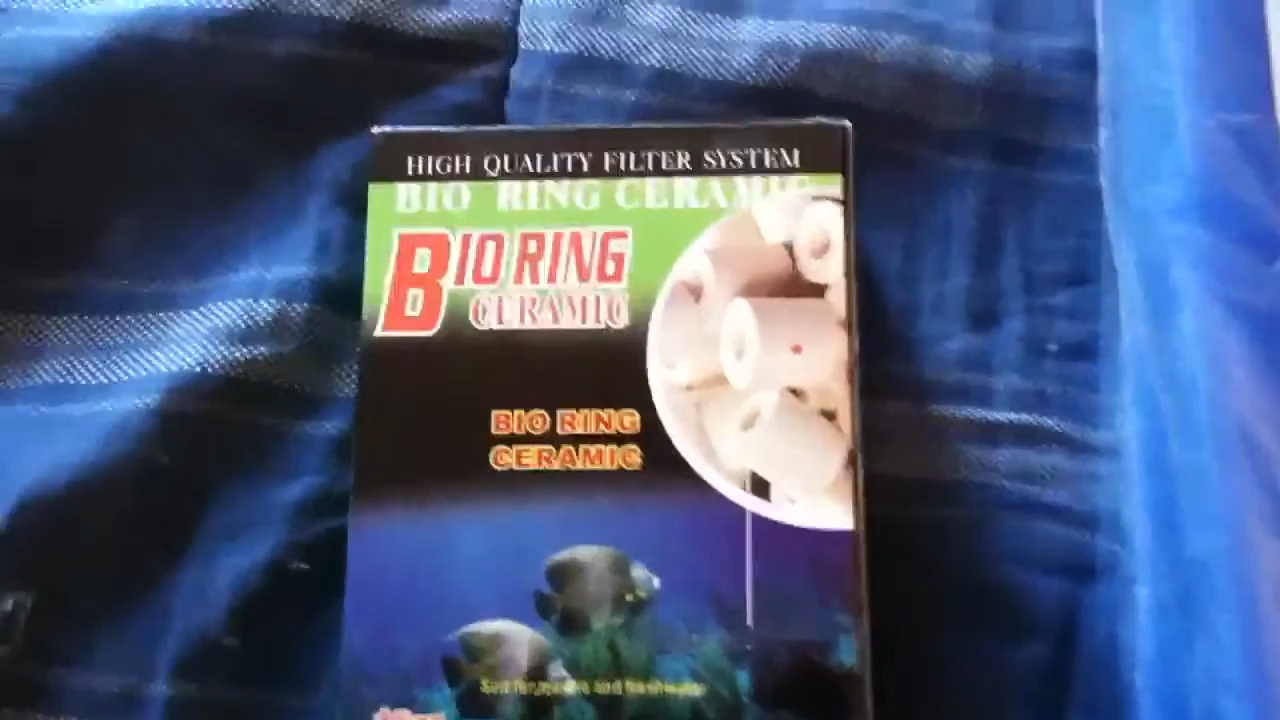 HIGH QUALITY FILTER SYSTEM
BIO RING CERAMIC
BIO RING
CERAMIC
BIO RING
CERAMIC